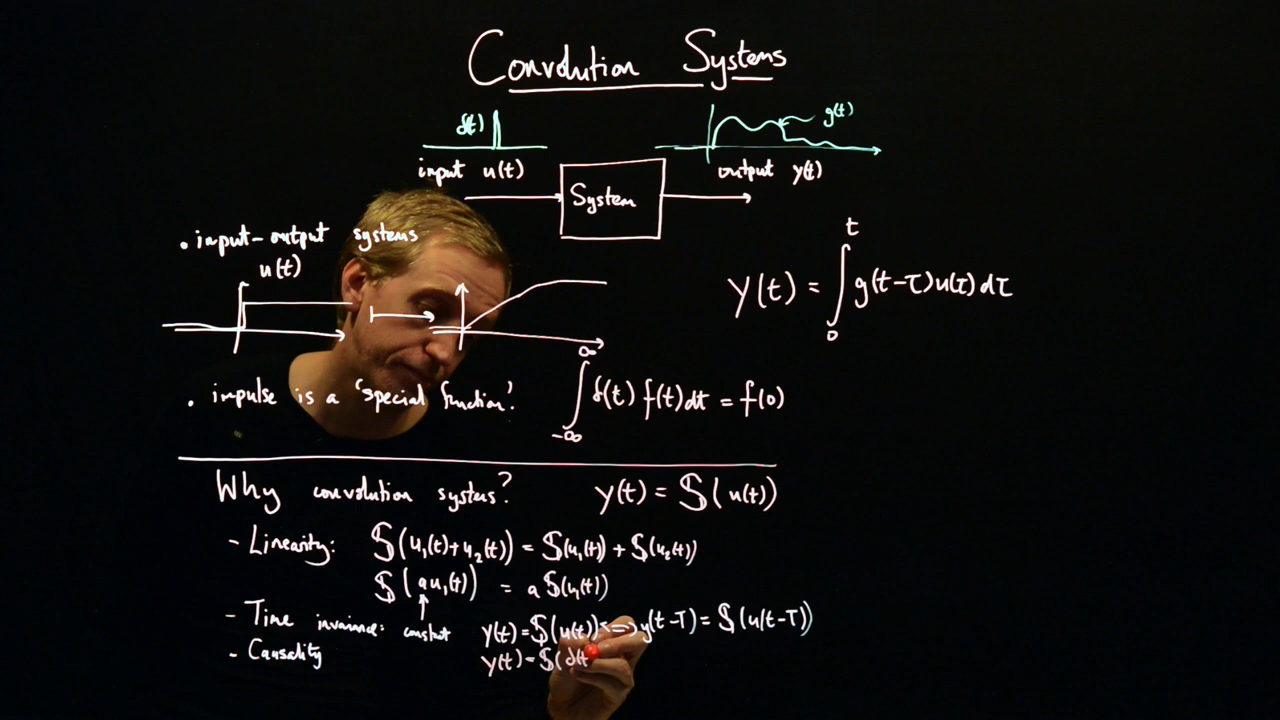 Convolution Systems
δ(t)
g(t)
input u(t)
output y(t)
System
. input-output systems
u(t)
y(t) = ∫₀ᵗ g(t-τ)u(τ)dτ
. impulse is a 'special function'. ∫_{-∞}^{∞} δ(t) f(t)dt = f(0)
Why convolution systems? y(t) = 𝕊(u(t))
- Linearity: 𝕊(u₁(t)+u₂(t)) = 𝕊(u₁(t)) + 𝕊(u₂(t))
𝕊(au₁(t)) = a𝕊(u₁(t))
- Time invariance: constant y(t)=𝕊(u(t)) <=> y(t-T) = 𝕊(u(t-T))
- Causality y(t) = 𝕊(δ(t